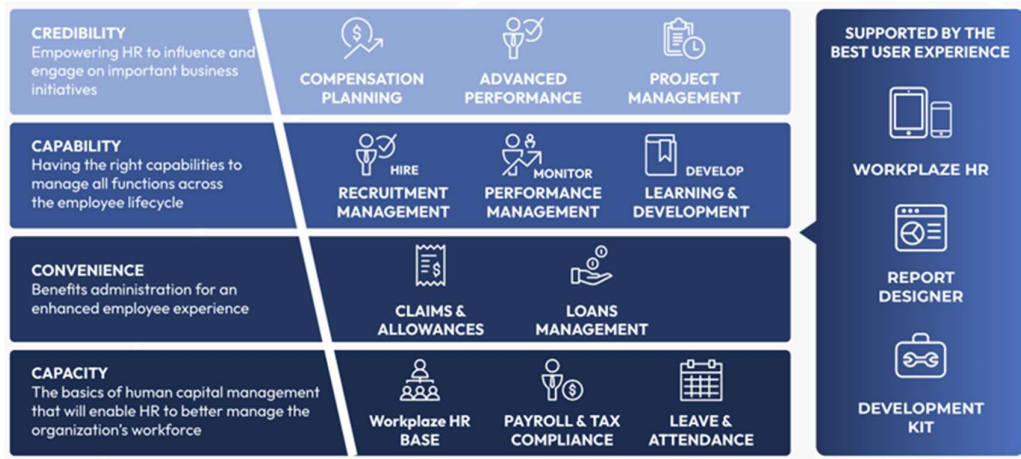 CREDIBILITY
Empowering HR to influence and
engage on important business
initiatives
COMPENSATION
PLANNING
ADVANCED
PERFORMANCE
PROJECT
MANAGEMENT
CAPABILITY
Having the right capabilities to
manage all functions across
the employee lifecycle
HIRE
RECRUITMENT
MANAGEMENT
MONITOR
PERFORMANCE
MANAGEMENT
DEVELOP
LEARNING &
DEVELOPMENT
CONVENIENCE
Benefits administration for an
enhanced employee experience
CLAIMS &
ALLOWANCES
LOANS
MANAGEMENT
CAPACITY
The basics of human capital management
that will enable HR to better manage the
organization's workforce
Workplaze HR
BASE
PAYROLL & TAX
COMPLIANCE
LEAVE &
ATTENDANCE
SUPPORTED BY THE
BEST USER EXPERIENCE
WORKPLAZE HR
REPORT
DESIGNER
DEVELOPMENT
KIT